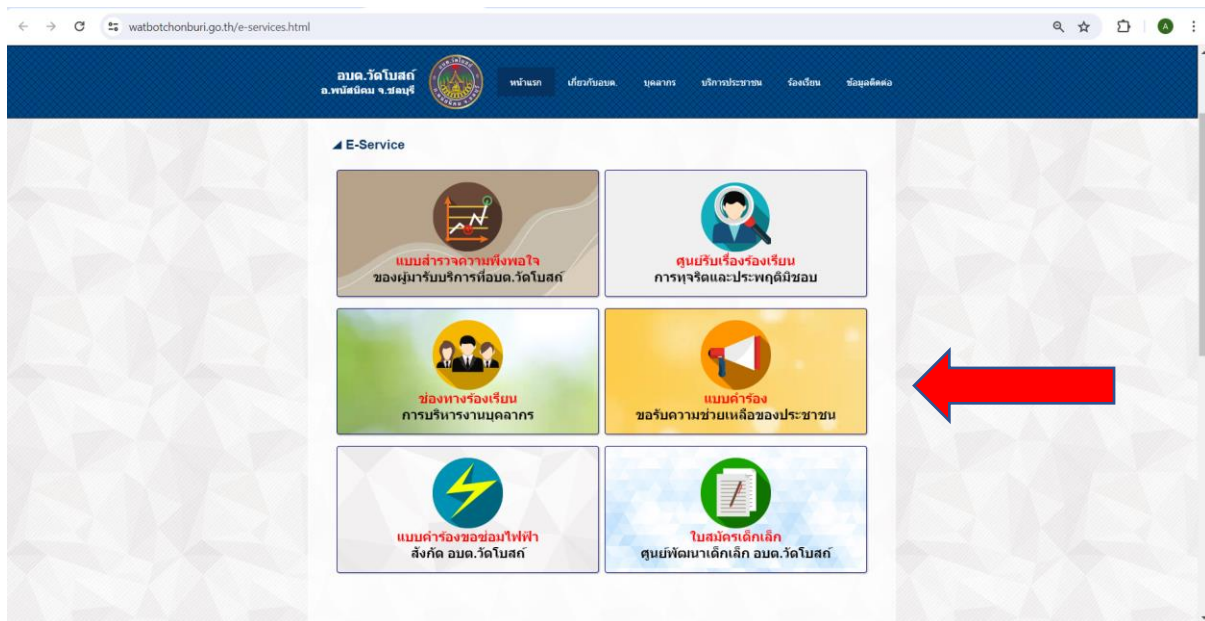 watbotchonburi.go.th/e-services.html
A
อบต.วัดโบสถ์
อ.พนัสนิคม จ.ชลบุรี
หน้าแรก เกี่ยวกับอบต. บุคลากร บริการประชาชน ร้องเรียน ข้อมูลติดต่อ
E-Service
แบบสำรวจความพึงพอใจ
ของผู้มารับบริการที่อบต.วัดโบสถ์
ศูนย์รับเรื่องร้องเรียน
การทุจริตและประพฤติมิชอบ
ช่องทางร้องเรียน
การบริหารงานบุคลากร
แบบคำร้อง
ขอรับความช่วยเหลือของประชาชน
แบบคำร้องขอซ่อมไฟฟ้า
สังกัด อบต.วัดโบสถ์
ใบสมัครเด็กเล็ก
ศูนย์พัฒนาเด็กเล็ก อบต.วัดโบสถ์